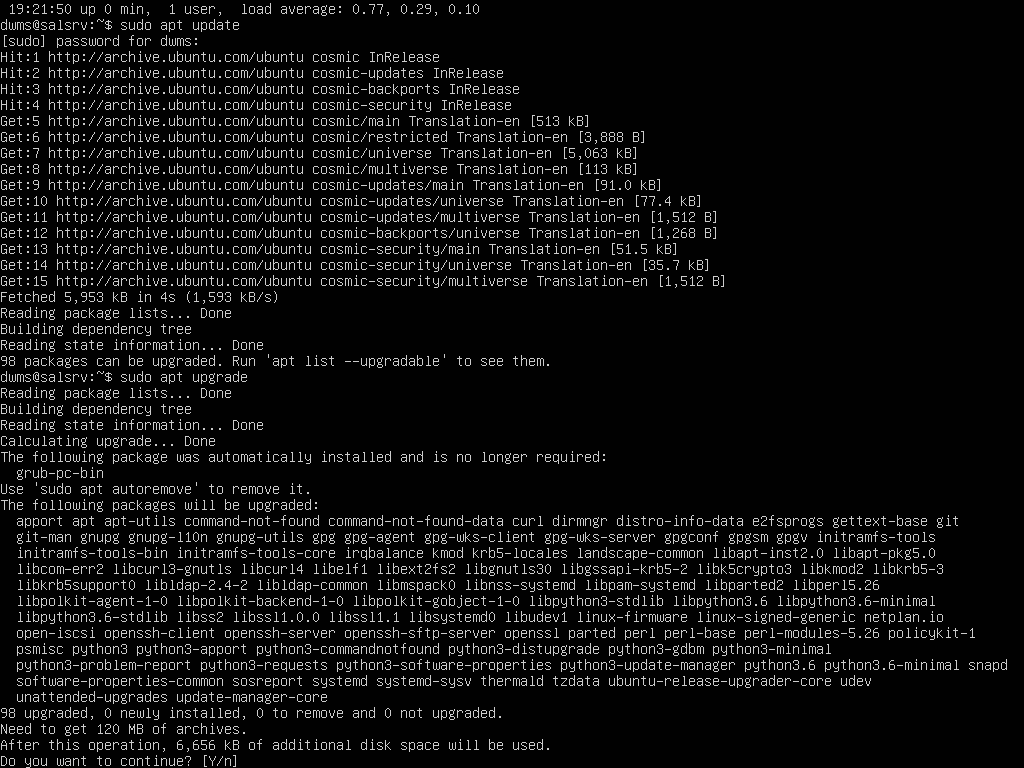 19:21:50 up 0 min,  1 user,  load average: 0.77, 0.29, 0.10
dwms@salsrv:~$ sudo apt update
[sudo] password for dwms:
Hit:1 http://archive.ubuntu.com/ubuntu cosmic InRelease
Hit:2 http://archive.ubuntu.com/ubuntu cosmic-updates InRelease
Hit:3 http://archive.ubuntu.com/ubuntu cosmic-backports InRelease
Hit:4 http://archive.ubuntu.com/ubuntu cosmic-security InRelease
Get:5 http://archive.ubuntu.com/ubuntu cosmic/main Translation-en [513 kB]
Get:6 http://archive.ubuntu.com/ubuntu cosmic/restricted Translation-en [3,888 B]
Get:7 http://archive.ubuntu.com/ubuntu cosmic/universe Translation-en [5,063 kB]
Get:8 http://archive.ubuntu.com/ubuntu cosmic/multiverse Translation-en [113 kB]
Get:9 http://archive.ubuntu.com/ubuntu cosmic-updates/main Translation-en [91.0 kB]
Get:10 http://archive.ubuntu.com/ubuntu cosmic-updates/universe Translation-en [77.4 kB]
Get:11 http://archive.ubuntu.com/ubuntu cosmic-updates/multiverse Translation-en [1,512 B]
Get:12 http://archive.ubuntu.com/ubuntu cosmic-backports/universe Translation-en [1,268 B]
Get:13 http://archive.ubuntu.com/ubuntu cosmic-security/main Translation-en [51.5 kB]
Get:14 http://archive.ubuntu.com/ubuntu cosmic-security/universe Translation-en [35.7 kB]
Get:15 http://archive.ubuntu.com/ubuntu cosmic-security/multiverse Translation-en [1,512 B]
Fetched 5,953 kB in 4s (1,593 kB/s)
Reading package lists... Done
Building dependency tree
Reading state information... Done
98 packages can be upgraded. Run 'apt list --upgradable' to see them.
dwms@salsrv:~$ sudo apt upgrade
Reading package lists... Done
Building dependency tree
Reading state information... Done
Calculating upgrade... Done
The following package was automatically installed and is no longer required:
  grub-pc-bin
Use 'sudo apt autoremove' to remove it.
The following packages will be upgraded:
  apport apt apt-utils command-not-found command-not-found-data curl dirmngr distro-info-data e2fsprogs gettext-base git
  git-man gnupg gnupg-l10n gnupg-utils gpg gpg-agent gpg-wks-client gpg-wks-server gpgconf gpgsm gpgv initramfs-tools
  initramfs-tools-bin initramfs-tools-core irqbalance kmod krb5-locales landscape-common libapt-inst2.0 libapt-pkg5.0
  libcom-err2 libcurl3-gnutls libcurl4 libelf1 libext2fs2 libgnutls30 libgssapi-krb5-2 libk5crypto3 libkmod2 libkrb5-3
  libkrb5support0 libldap-2.4-2 libldap-common libmspack0 libnss-systemd libpam-systemd libparted2 libperl5.26
  libpolkit-agent-1-0 libpolkit-backend-1-0 libpolkit-gobject-1-0 libpython3-stdlib libpython3.6 libpython3.6-minimal
  libpython3.6-stdlib libss2 libssl1.0.0 libssl1.1 libsystemd0 libudev1 linux-firmware linux-signed-generic netplan.io
  open-iscsi openssh-client openssh-server openssh-sftp-server openssl parted perl perl-base perl-modules-5.26 policykit-1
  psmisc python3 python3-apport python3-commandnotfound python3-distupgrade python3-gdbm python3-minimal
  python3-problem-report python3-requests python3-software-properties python3-update-manager python3.6 python3.6-minimal snapd
  software-properties-common sosreport systemd systemd-sysv thermald tzdata ubuntu-release-upgrader-core udev
  unattended-upgrades update-manager-core
98 upgraded, 0 newly installed, 0 to remove and 0 not upgraded.
Need to get 120 MB of archives.
After this operation, 6,656 kB of additional disk space will be used.
Do you want to continue? [Y/n]